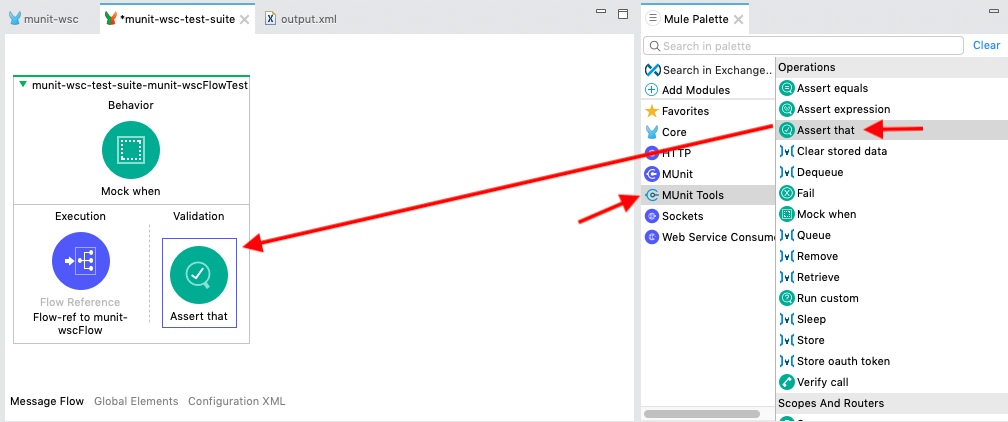 munit-wsc
*munit-wsc-test-suite
output.xml
munit-wsc-test-suite-munit-wscFlowTest
Behavior
Mock when
Execution
Validation
Flow Reference
Flow-ref to munit-
wscFlow
Assert that
Message Flow
Global Elements
Configuration XML
Mule Palette
Search in palette
Clear
Search in Exchange..
Add Modules
Favorites
Core
HTTP
MUnit
MUnit Tools
Sockets
Web Service Consume
Operations
Assert equals
Assert expression
Assert that
Clear stored data
Dequeue
Fail
Mock when
Queue
Remove
Retrieve
Run custom
Sleep
Store
Store oauth token
Verify call
Scopes And Routers